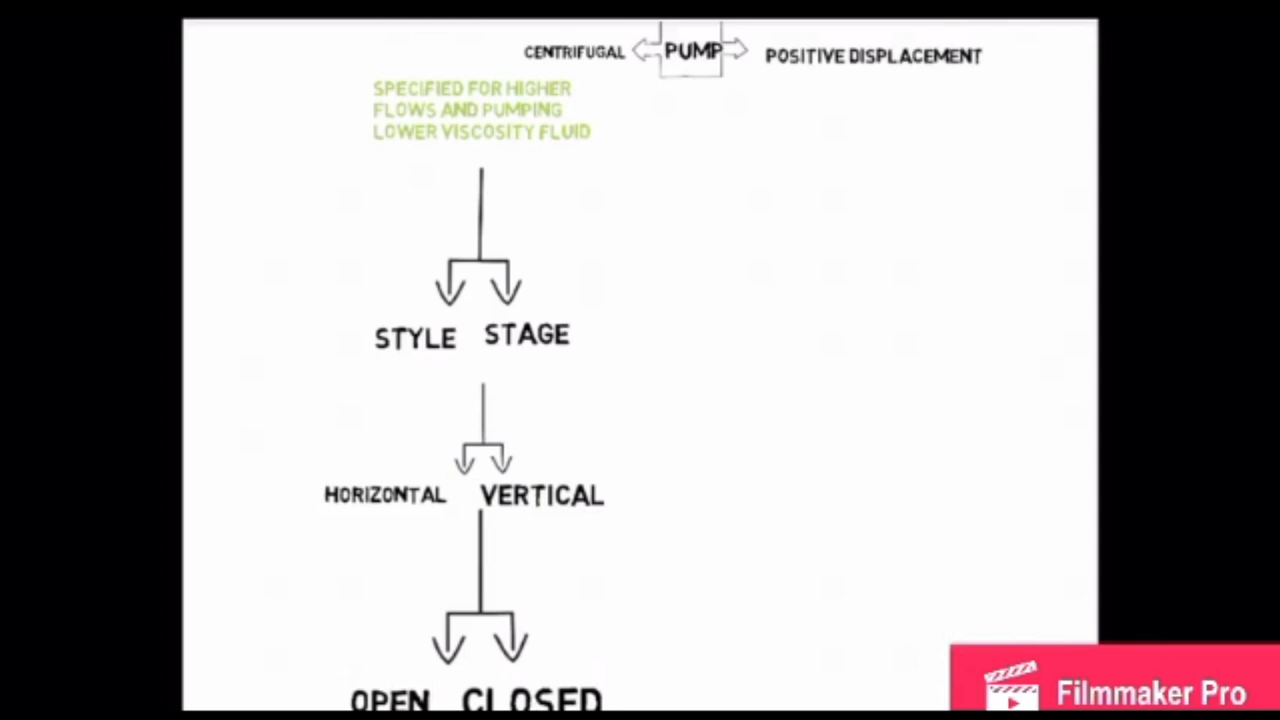 CENTRIFUGAL PUMP POSITIVE DISPLACEMENT
SPECIFIED FOR HIGHER
FLOWS AND PUMPING
LOWER VISCOSITY FLUID
STYLE STAGE
HORIZONTAL VERTICAL
OPEN CLOSED
Filmmaker Pro